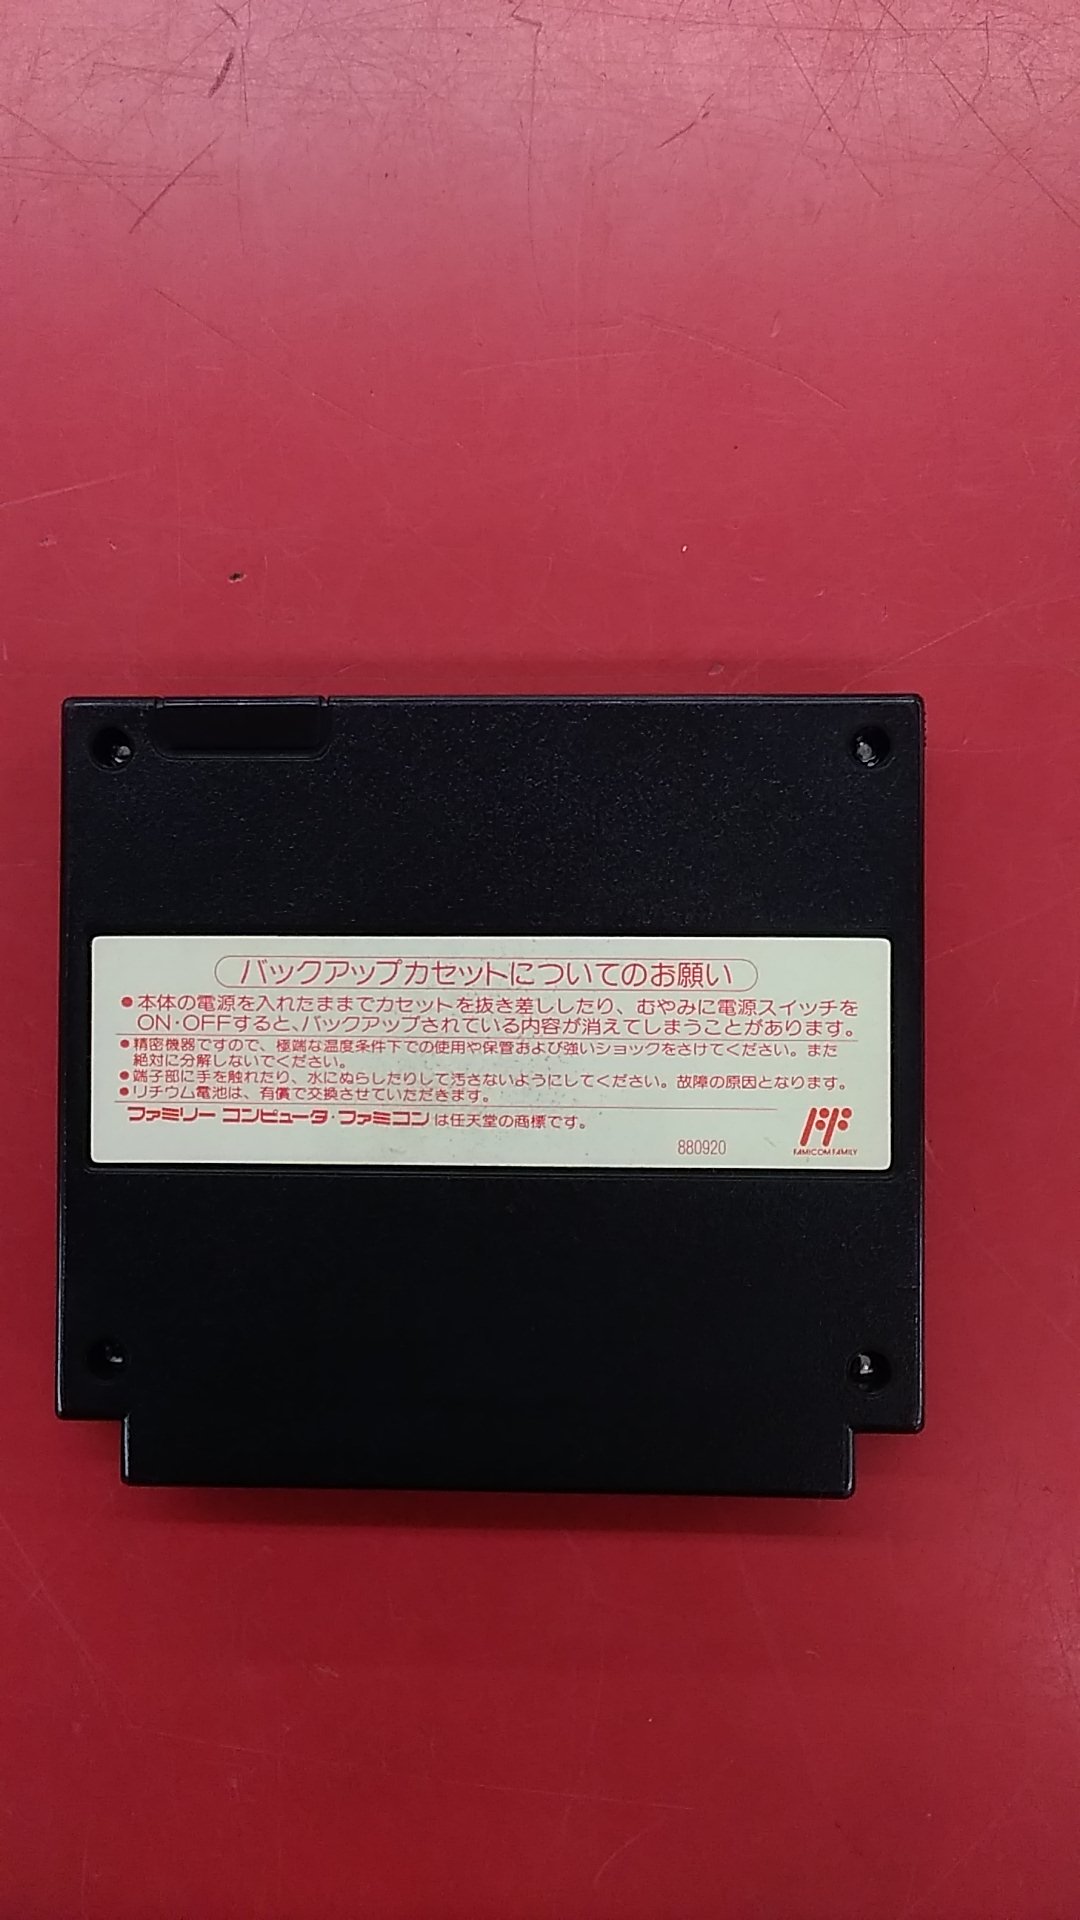 バックアップカセットについてのお願い
●本体の電源を入れたままでカセットを抜き差ししたり、むやみに電源スイッチを
ON・OFFすると、バックアップされている内容が消えてしまうことがあります。
●精密機器ですので、極端な温度条件下での使用や保管および強いショックをさけてください。また
絶対に分解しないでください。
●端子部に手を触れたり、水にぬらしたりして汚さないようにしてください。故障の原因となります。
●リチウム電池は、有償で交換させていただきます。
ファミリー コンピュータ・ファミコン は任天堂の商標です。
880920
FAMICOM FAMILY